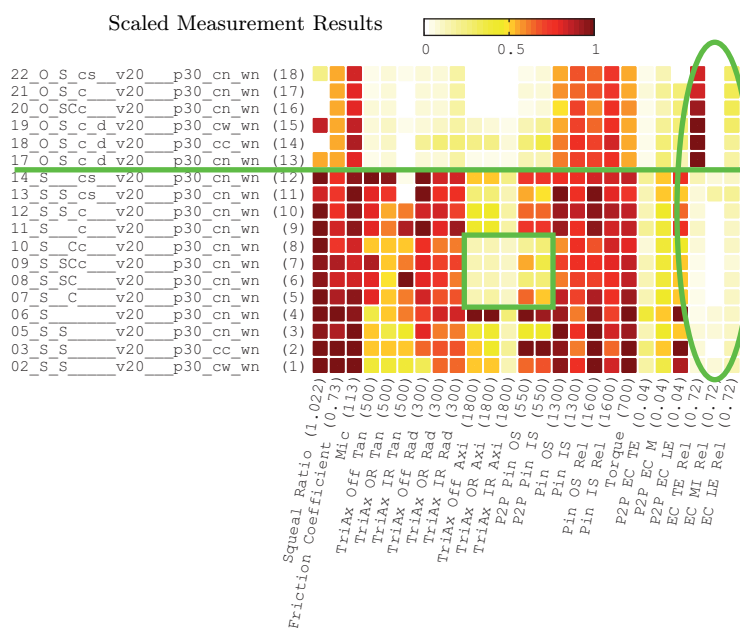 Scaled Measurement Results
0 0.5 1
22_O_S_cs__v20___p30_cn_wn (18)
21_O_S_c___v20___p30_cn_wn (17)
20_O_SCc___v20___p30_cn_wn (16)
19_O_S_c_d_v20___p30_cw_wn (15)
18_O_S_c_d_v20___p30_cc_wn (14)
17_O_S_c_d_v20___p30_cn_wn (13)
14_S___cs__v20___p30_cn_wn (12)
13_S_S_cs__v20___p30_cn_wn (11)
12_S_S_c___v20___p30_cn_wn (10)
11_S___c___v20___p30_cn_wn (9)
10_S__Cc___v20___p30_cn_wn (8)
09_S_SCc___v20___p30_cn_wn (7)
08_S_SC____v20___p30_cn_wn (6)
07_S__C____v20___p30_cn_wn (5)
06_S_______v20___p30_cn_wn (4)
05_S_S_____v20___p30_cn_wn (3)
03_S_S_____v20___p30_cc_wn (2)
02_S_S_____v20___p30_cw_wn (1)
Squeal Ratio (1.022)
Friction Coefficient (0.73)
Mic (113)
TriAx Off Tan (500)
TriAx OR Tan (500)
TriAx IR Tan (500)
TriAx Off Rad (300)
TriAx OR Rad (300)
TriAx IR Rad (300)
TriAx Off Axi (1800)
TriAx OR Axi (1800)
TriAx IR Axi (1800)
P2P Pin OS (550)
P2P Pin IS (550)
Pin OS (1300)
Pin IS (1300)
Pin OS Rel (1600)
Pin IS Rel (1600)
Torque (700)
P2P EC TE (0.04)
P2P EC M (0.04)
P2P EC LE (0.04)
EC TE Rel (0.72)
EC MI Rel (0.72)
EC LE Rel (0.72)